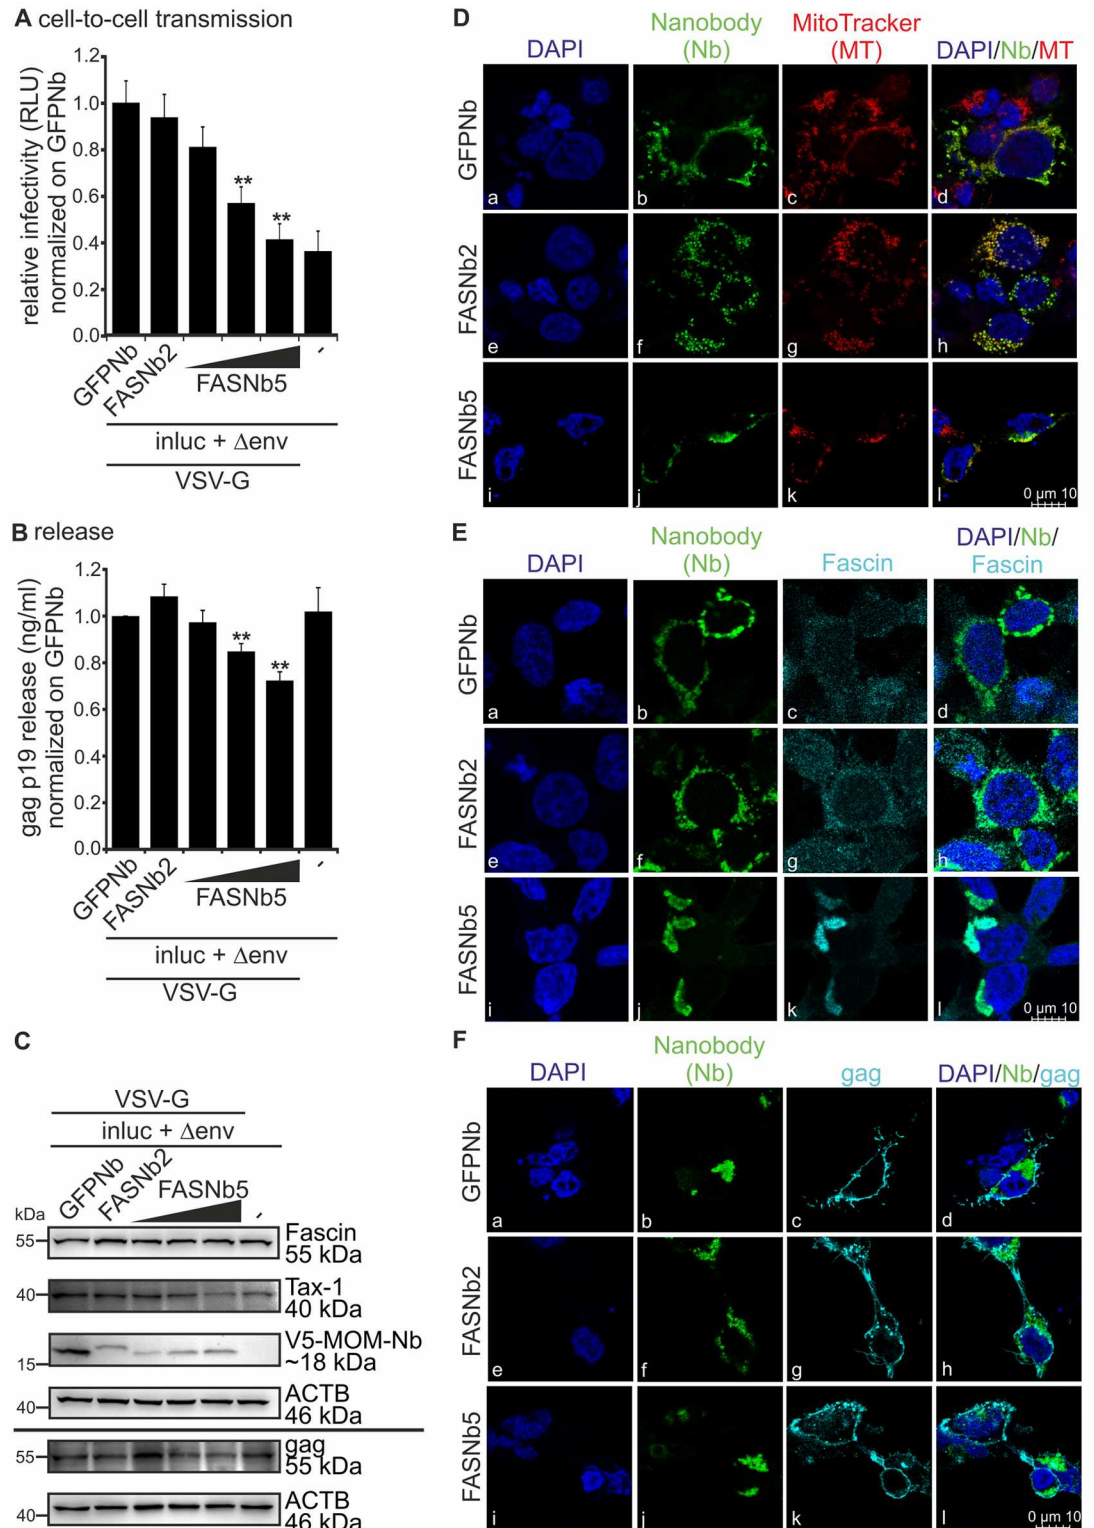 A cell-to-cell transmission
relative infectivity (RLU)
normalized on GFPNb
1.2
1.0
0.8
0.6
0.4
0.2
0.0
**
**
GFPNb
FASNb2
FASNb5
-
inluc + Δenv
VSV-G
B release
gag p19 release (ng/ml)
normalized on GFPNb
1.2
1.0
0.8
0.6
0.4
0.2
0.0
**
**
GFPNb
FASNb2
FASNb5
-
inluc + Δenv
VSV-G
C
VSV-G
inluc + Δenv
GFPNb
FASNb2
FASNb5
-
kDa
55
Fascin
55 kDa
40
Tax-1
40 kDa
15
V5-MOM-Nb
~18 kDa
40
ACTB
46 kDa
55
gag
55 kDa
40
ACTB
46 kDa
D
DAPI
Nanobody
(Nb)
MitoTracker
(MT)
DAPI/Nb/MT
GFPNb
a
b
c
d
FASNb2
e
f
g
h
FASNb5
i
j
k
l
0 µm 10
E
DAPI
Nanobody
(Nb)
Fascin
DAPI/Nb/
Fascin
GFPNb
a
b
c
d
FASNb2
e
f
g
h
FASNb5
i
j
k
l
0 µm 10
F
DAPI
Nanobody
(Nb)
gag
DAPI/Nb/gag
GFPNb
a
b
c
d
FASNb2
e
f
g
h
FASNb5
i
j
k
l
0 µm 10